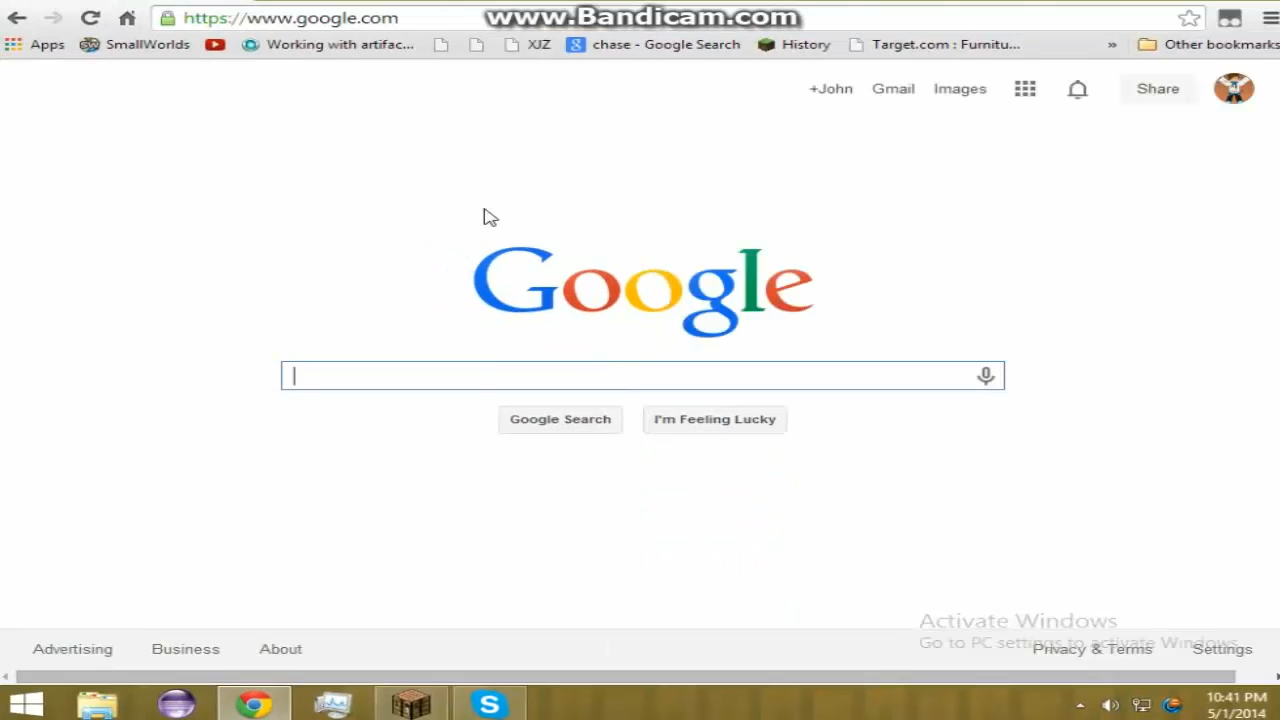 https://www.google.com
www.Bandicam.com
Apps SmallWorlds Working with artifac... XJZ chase - Google Search History Target.com : Furnitu... » Other bookmarks
+John Gmail Images Share
Google
Google Search I'm Feeling Lucky
Activate Windows
Go to PC settings to activate Windows.
Advertising Business About Privacy & Terms Settings
10:41 PM
5/1/2014